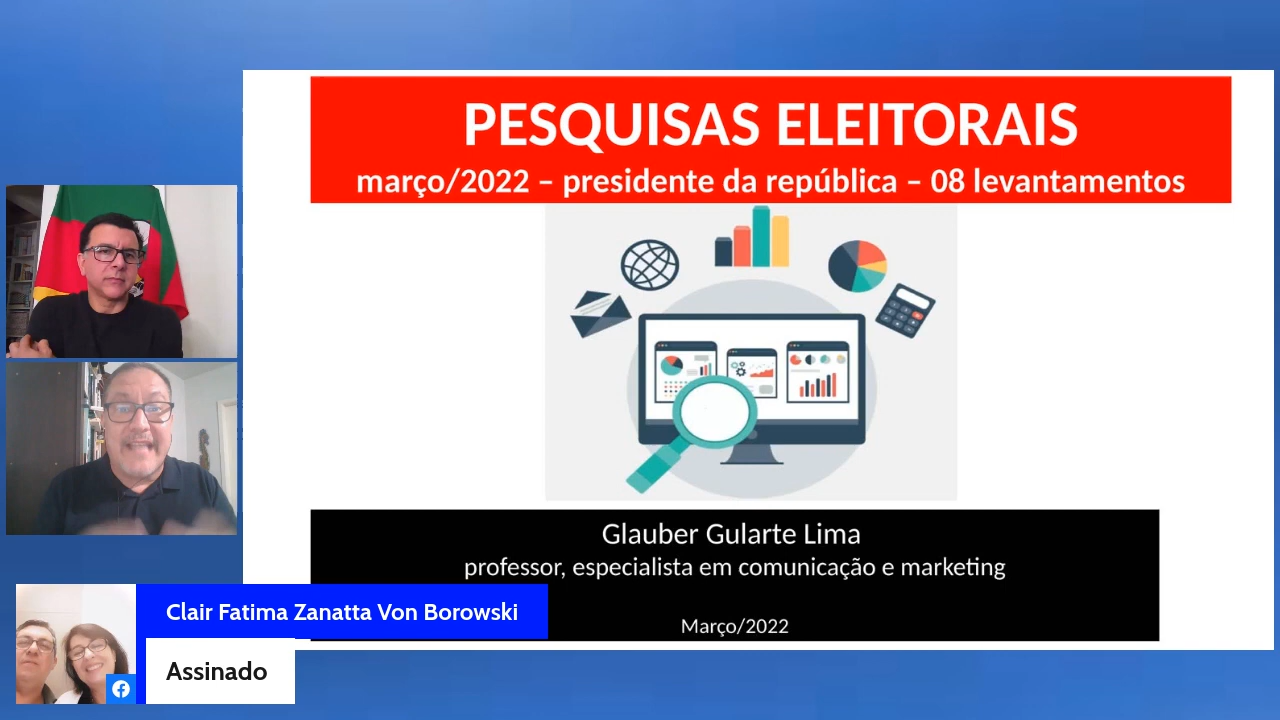 PESQUISAS ELEITORAIS
março/2022 – presidente da república – 08 levantamentos
Glauber Gularte Lima
professor, especialista em comunicação e marketing
Março/2022
Clair Fatima Zanatta Von Borowski
Assinado